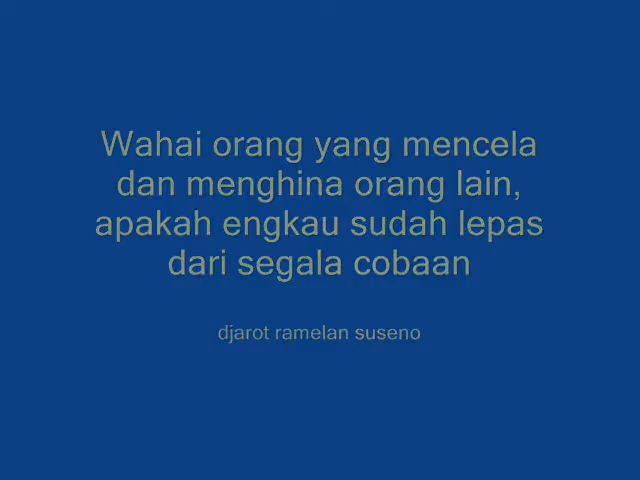 Wahai orang yang mencela
dan menghina orang lain,
apakah engkau sudah lepas
dari segala cobaan
djarot ramelan suseno